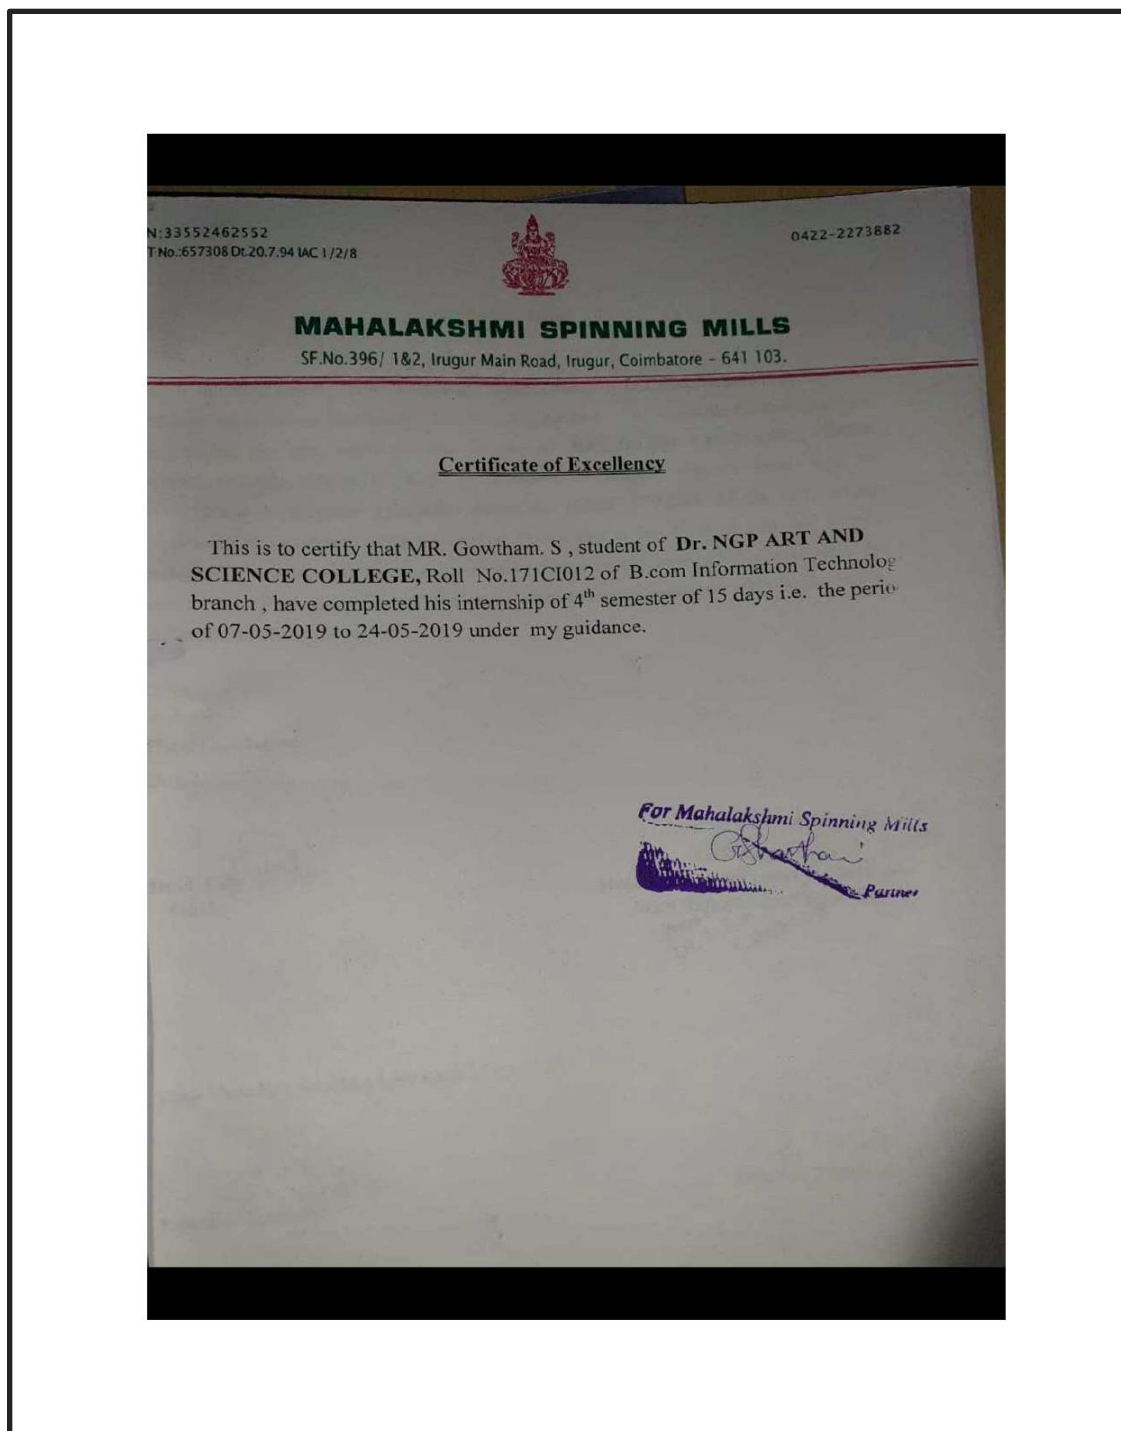 N:33552462552
T No.:657308 Dt.20.7.94 IAC 1/2/8
0422-2273882
MAHALAKSHMI SPINNING MILLS
SF.No.396/ 1&2, Irugur Main Road, Irugur, Coimbatore - 641 103.
Certificate of Excellency
This is to certify that MR. Gowtham. S , student of Dr. NGP ART AND
SCIENCE COLLEGE, Roll No.171CI012 of B.com Information Technolog
branch , have completed his internship of 4th semester of 15 days i.e. the perio
of 07-05-2019 to 24-05-2019 under my guidance.
For Mahalakshmi Spinning Mills
Partner